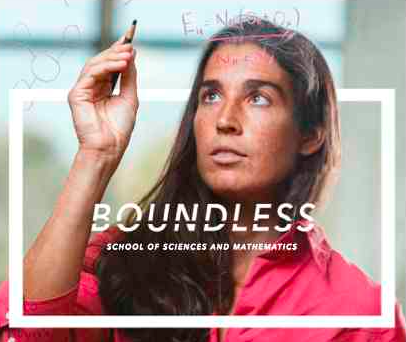 BOUNDLESS
SCHOOL OF SCIENCES AND MATHEMATICS